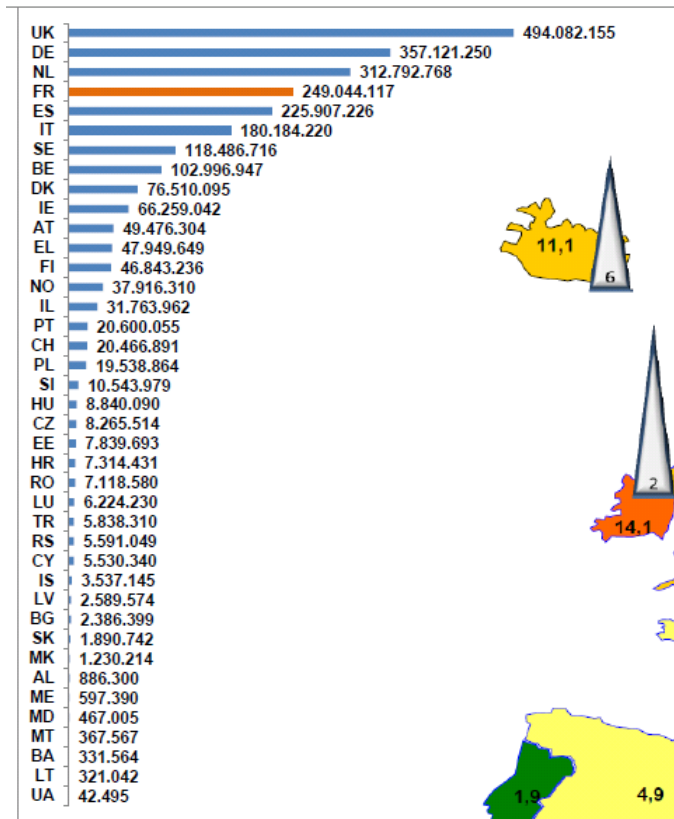 UK 494.082.155
DE 357.121.250
NL 312.792.768
FR 249.044.117
ES 225.907.226
IT 180.184.220
SE 118.486.716
BE 102.996.947
DK 76.510.095
IE 66.259.042
AT 49.476.304
EL 47.949.649
FI 46.843.236
NO 37.916.310
IL 31.763.962
PT 20.600.055
CH 20.466.891
PL 19.538.864
SI 10.543.979
HU 8.840.090
CZ 8.265.514
EE 7.839.693
HR 7.314.431
RO 7.118.580
LU 6.224.230
TR 5.838.310
RS 5.591.049
CY 5.530.340
IS 3.537.145
LV 2.589.574
BG 2.386.399
SK 1.890.742
MK 1.230.214
AL 886.300
ME 597.390
MD 467.005
MT 367.567
BA 331.564
LT 321.042
UA 42.495
11,1
6
2
14,1
1,9
4,9